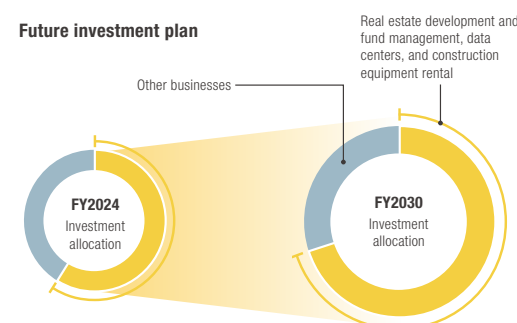 Future investment plan
Real estate development and
fund management, data
centers, and construction
equipment rental
Other businesses
FY2024
Investment
allocation
FY2030
Investment
allocation